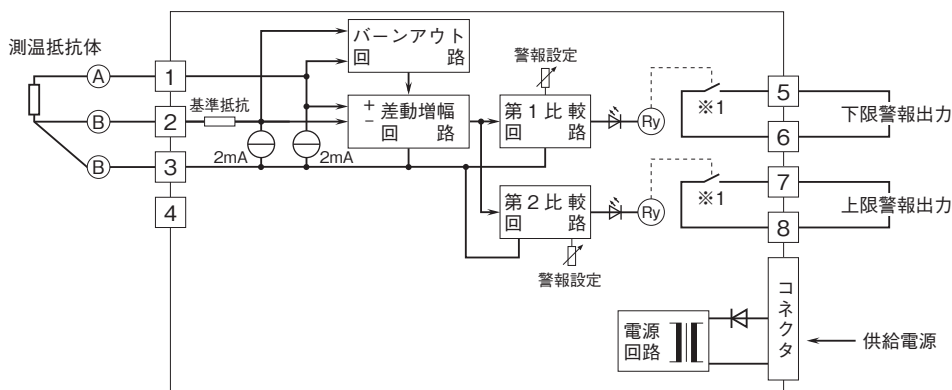 測温抵抗体
A
B
B
1
2
3
4
基準抵抗
2mA
2mA
バーンアウト
回路
+
-
差動増幅
回路
警報設定
第1比較
回路
Ry
※1
5
6
下限警報出力
第2比較
回路
警報設定
Ry
※1
7
8
上限警報出力
電源
回路
コネクタ
供給電源